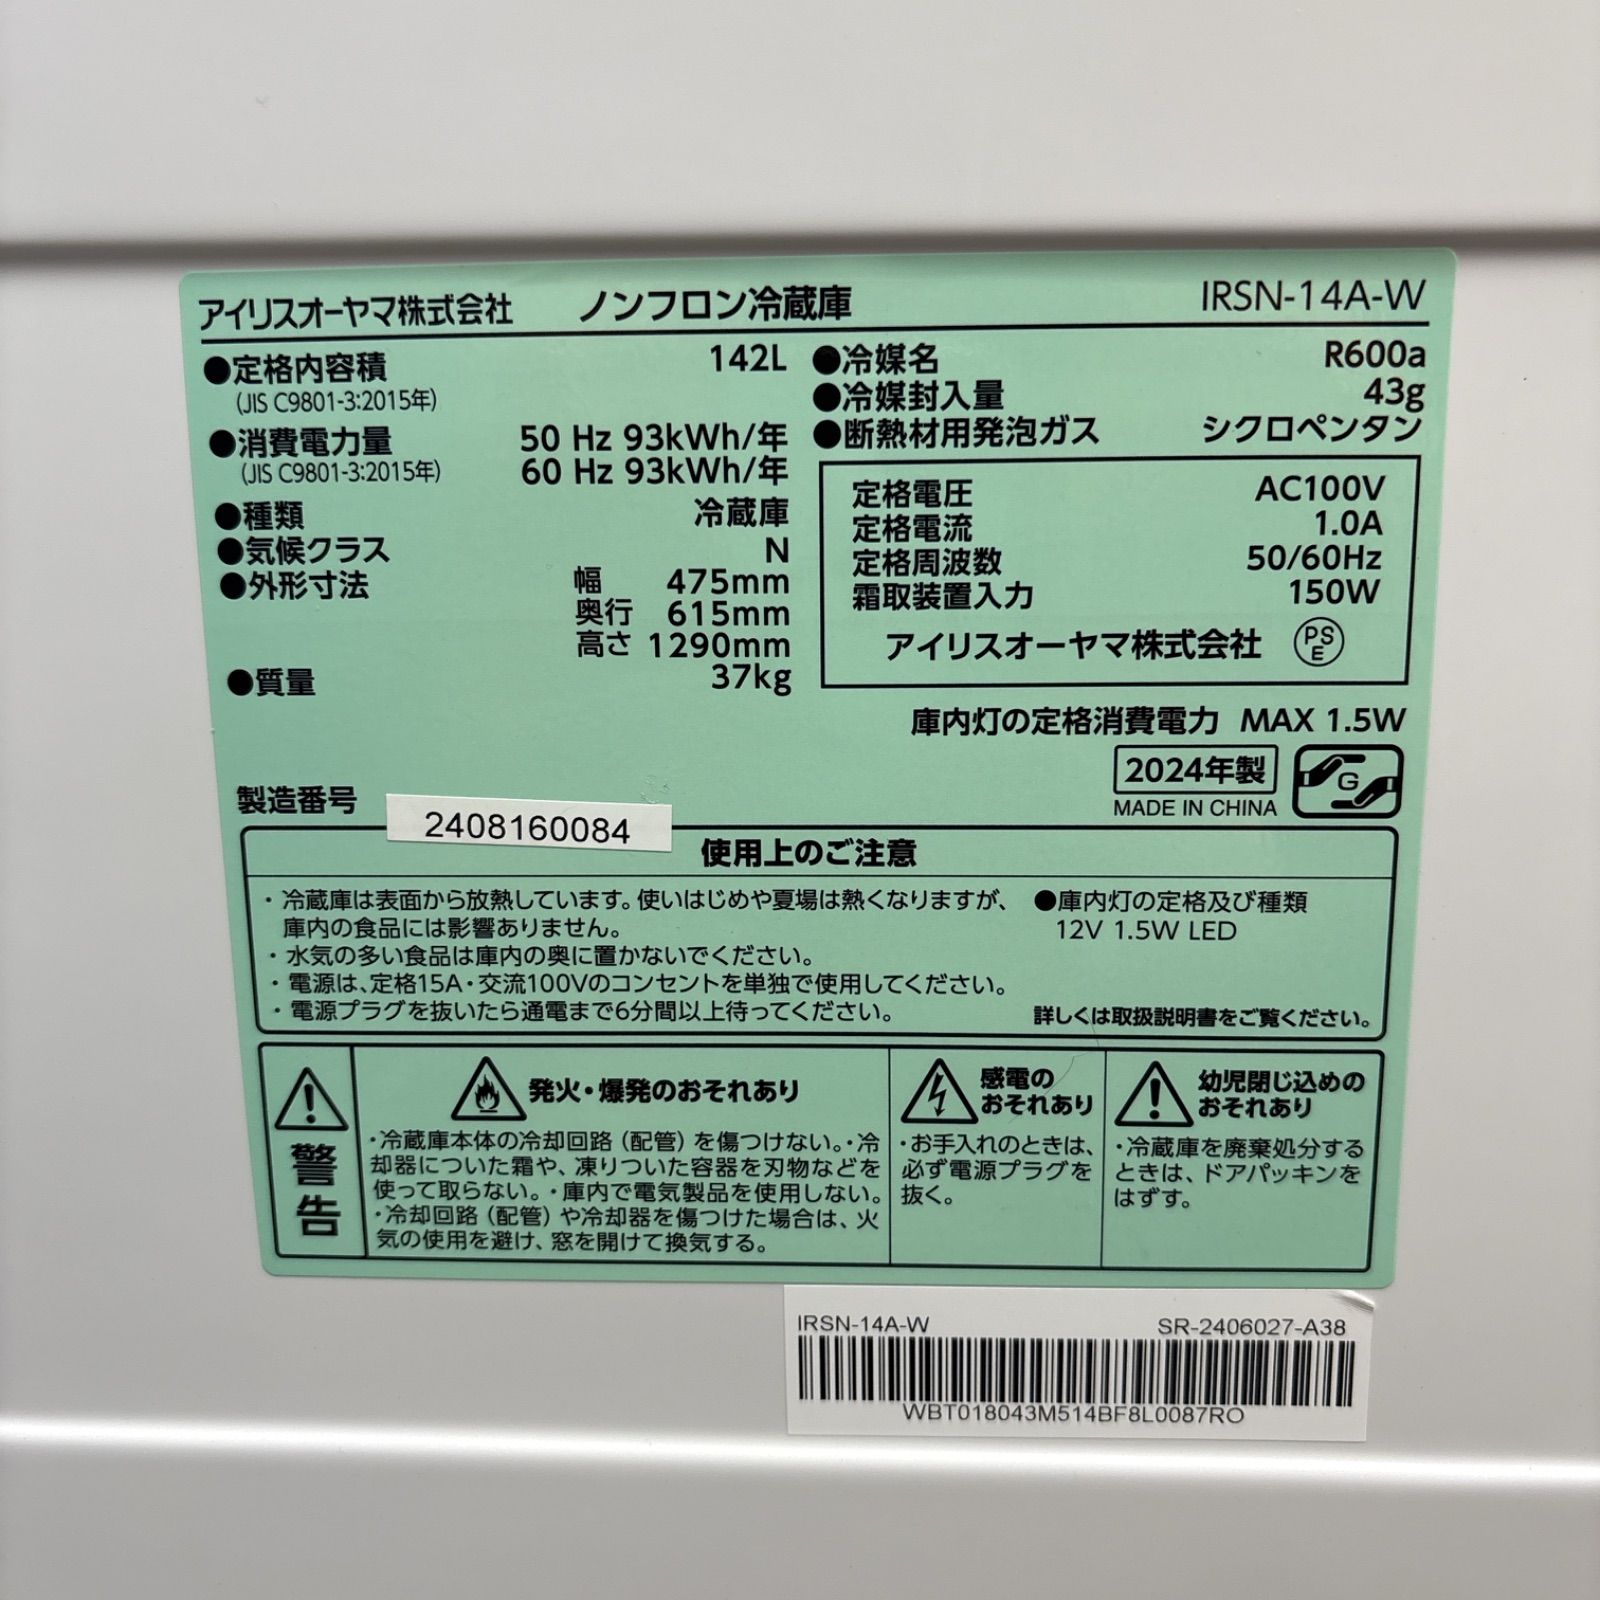 アイリスオーヤマ株式会社 ノンフロン冷蔵庫 IRSN-14A-W
●定格内容積 142L
(JIS C9801-3:2015年)
●消費電力量 50 Hz 93kWh/年
(JIS C9801-3:2015年) 60 Hz 93kWh/年
●種類 冷蔵庫
●気候クラス N
●外形寸法 幅 475mm
奥行 615mm
高さ 1290mm
●質量 37kg
●冷媒名 R600a
●冷媒封入量 43g
●断熱材用発泡ガス シクロペンタン
定格電圧 AC100V
定格電流 1.0A
定格周波数 50/60Hz
霜取装置入力 150W
アイリスオーヤマ株式会社 PSE
庫内灯の定格消費電力 MAX 1.5W
2024年製
MADE IN CHINA
G
製造番号 2408160084
使用上のご注意
・冷蔵庫は表面から放熱しています。使いはじめや夏場は熱くなりますが、
庫内の食品には影響ありません。
・水気の多い食品は庫内の奥に置かないでください。
・電源は、定格15A・交流100Vのコンセントを単独で使用してください。
・電源プラグを抜いたら通電まで6分間以上待ってください。
●庫内灯の定格及び種類
12V 1.5W LED
詳しくは取扱説明書をご覧ください。
警告
発火・爆発のおそれあり
・冷蔵庫本体の冷却回路（配管）を傷つけない。・冷
却器についた霜や、凍りついた容器を刃物などを
使って取らない。・庫内で電気製品を使用しない。
・冷却回路（配管）や冷却器を傷つけた場合は、火
気の使用を避け、窓を開けて換気する。
感電の
おそれあり
・お手入れのときは、
必ず電源プラグを
抜く。
幼児閉じ込めの
おそれあり
・冷蔵庫を廃棄処分する
ときは、ドアパッキンを
はずす。
IRSN-14A-W SR-2406027-A38
WBT018043M514BF8L0087RO